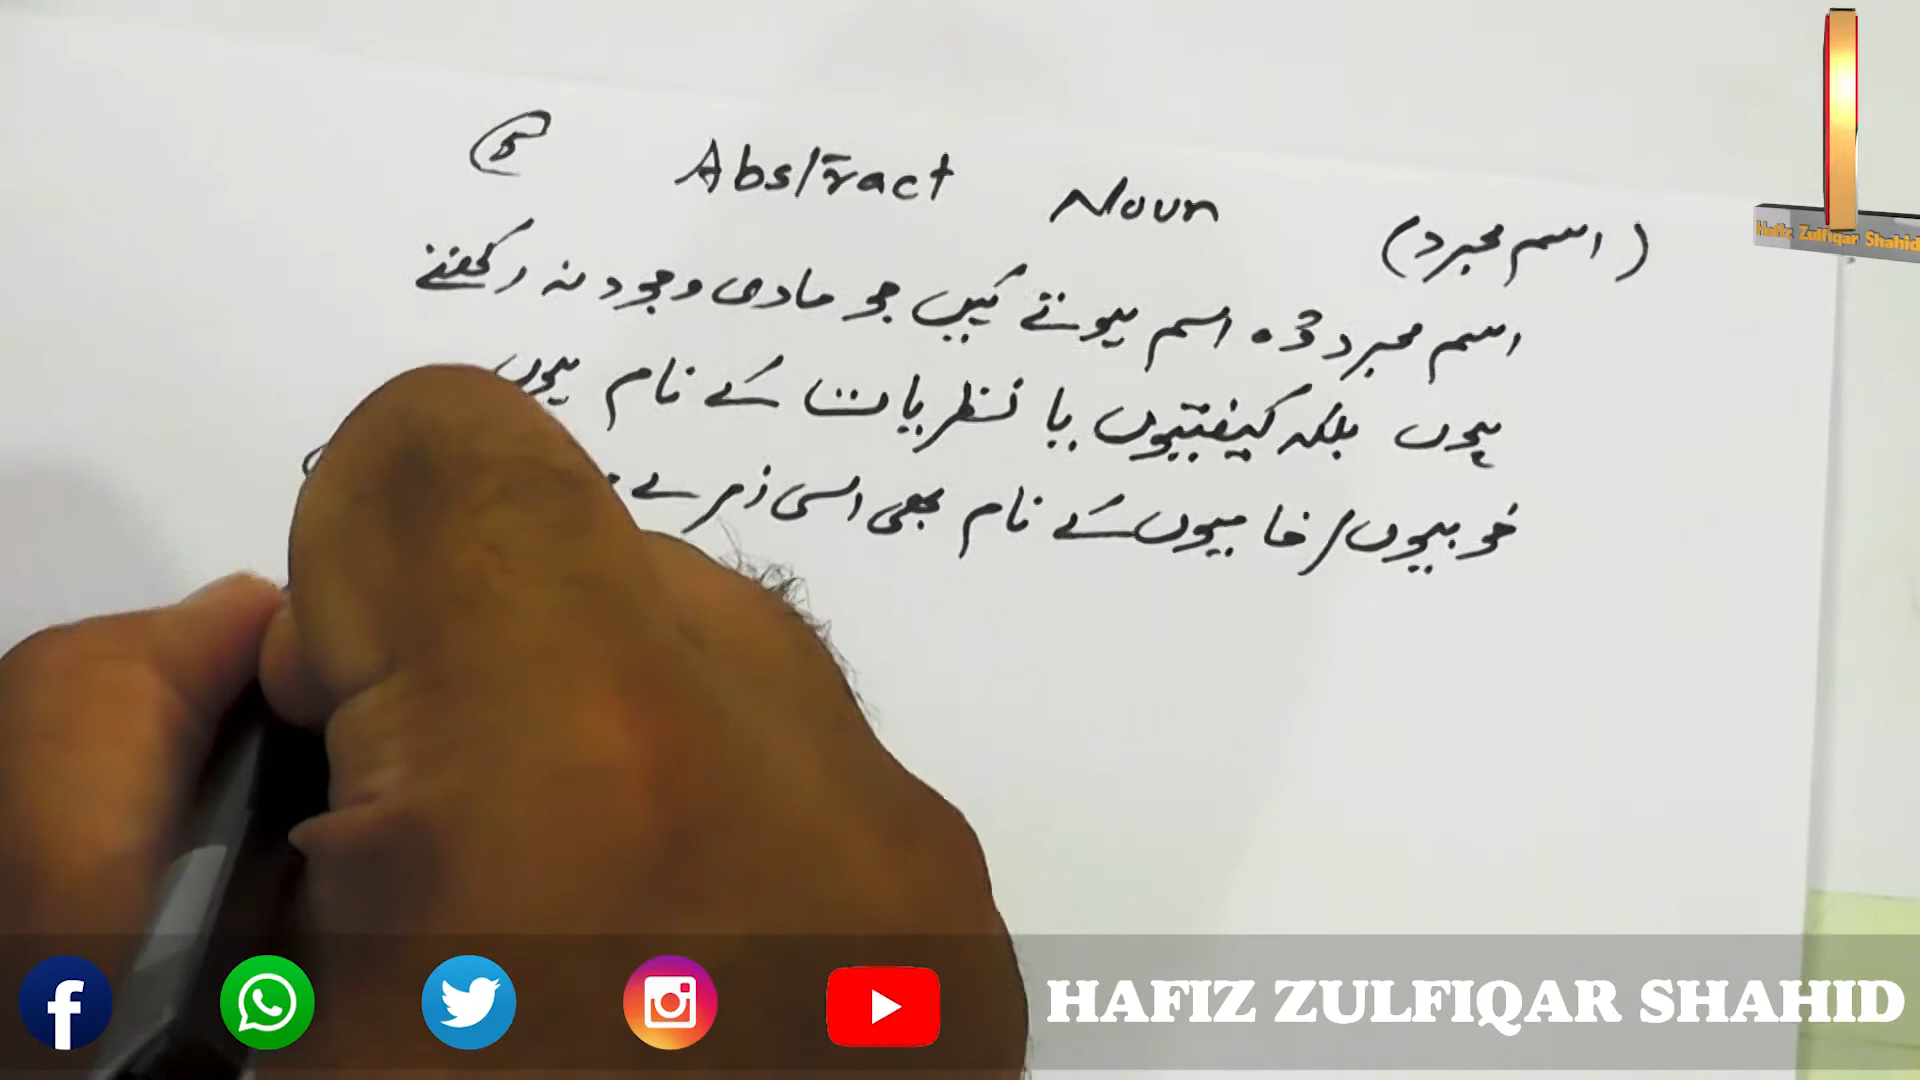 5 Abstract Noun (اسم مجرد)
اسم مجرد وہ اسم ہوتے ہیں جو مادی وجود نہ رکھتے
ہوں بلکہ کیفیتوں یا نظریات کے نام ہوں
خوبیوں/خامیوں کے نام بھی اسی زمرے
Hafiz Zulfiqar Shahid
HAFIZ ZULFIQAR SHAHID